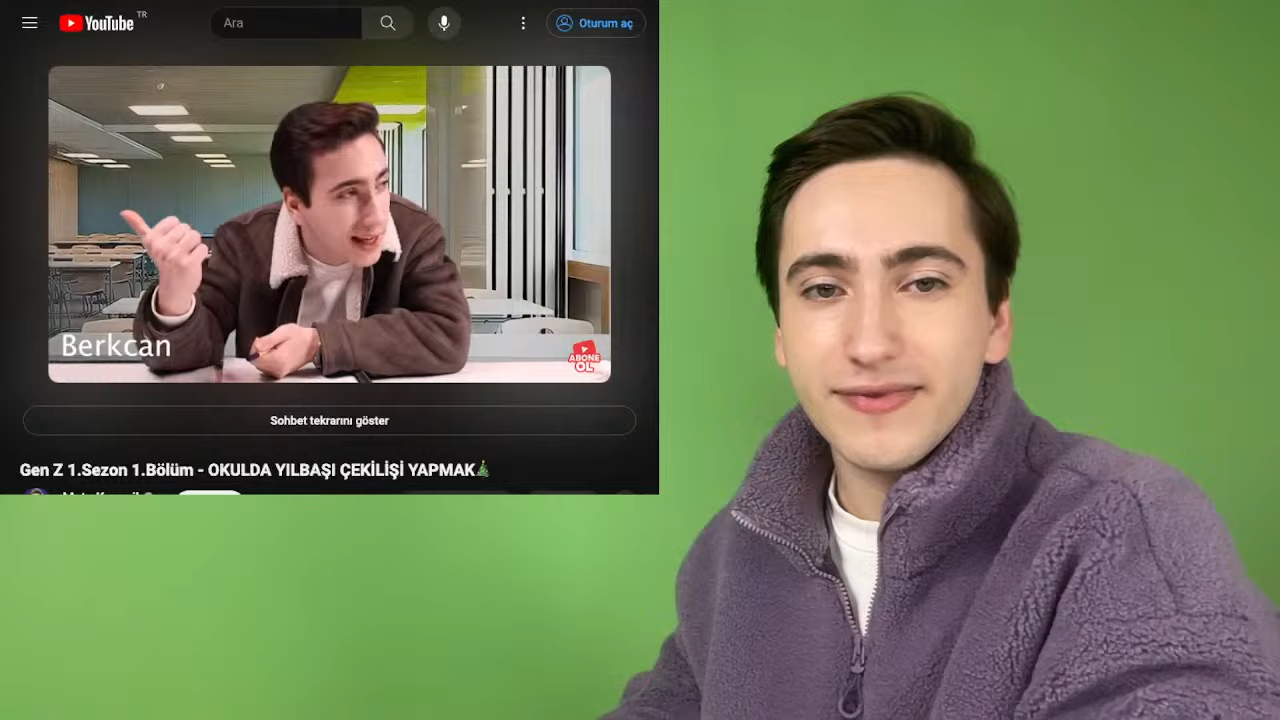 YouTube TR
Ara
Oturum aç
Berkcan
ABONE
OL
Sohbet tekrarını göster
Gen Z 1.Sezon 1.Bölüm - OKULDA YILBAŞI ÇEKİLİŞİ YAPMAK🎄